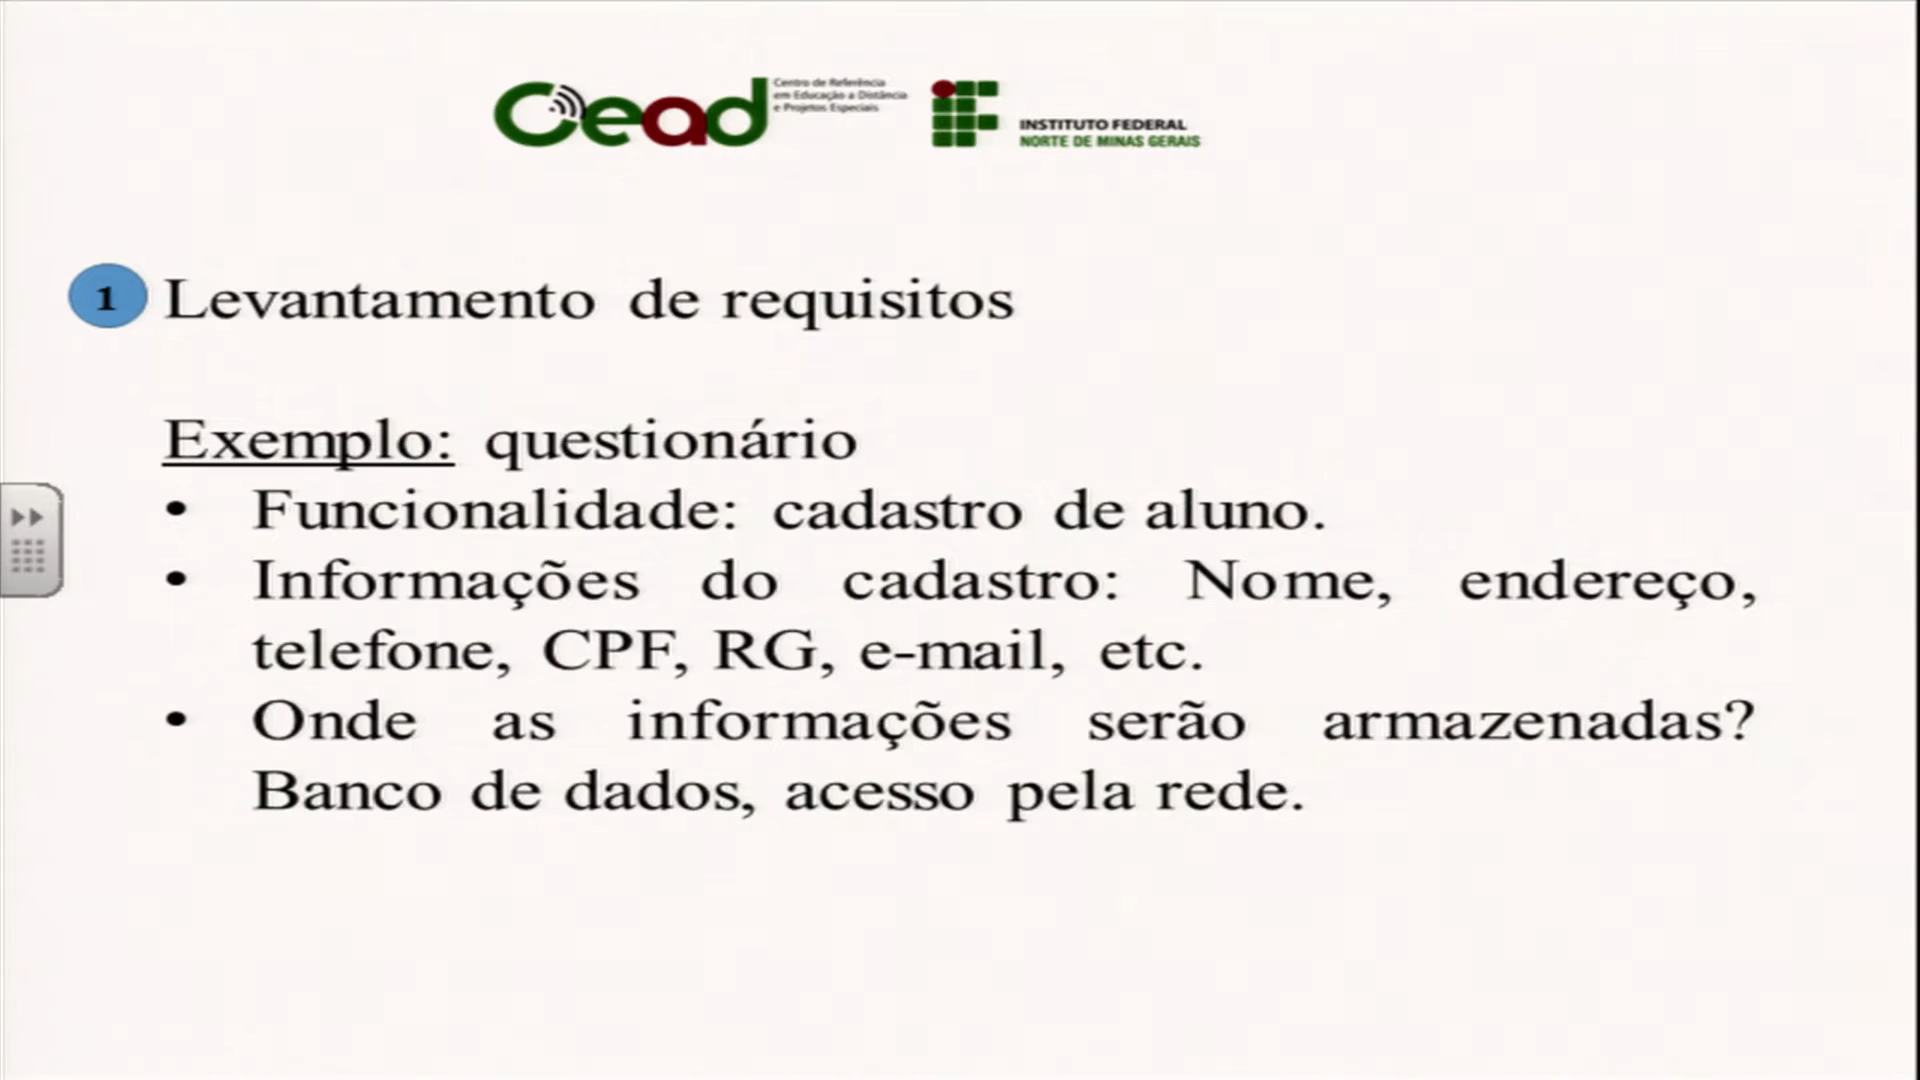 Cead
Centro de Referência
em Educação a Distância
e Projetos Especiais
INSTITUTO FEDERAL
NORTE DE MINAS GERAIS
1 Levantamento de requisitos
Exemplo: questionário
• Funcionalidade: cadastro de aluno.
• Informações do cadastro: Nome, endereço,
telefone, CPF, RG, e-mail, etc.
• Onde as informações serão armazenadas?
Banco de dados, acesso pela rede.